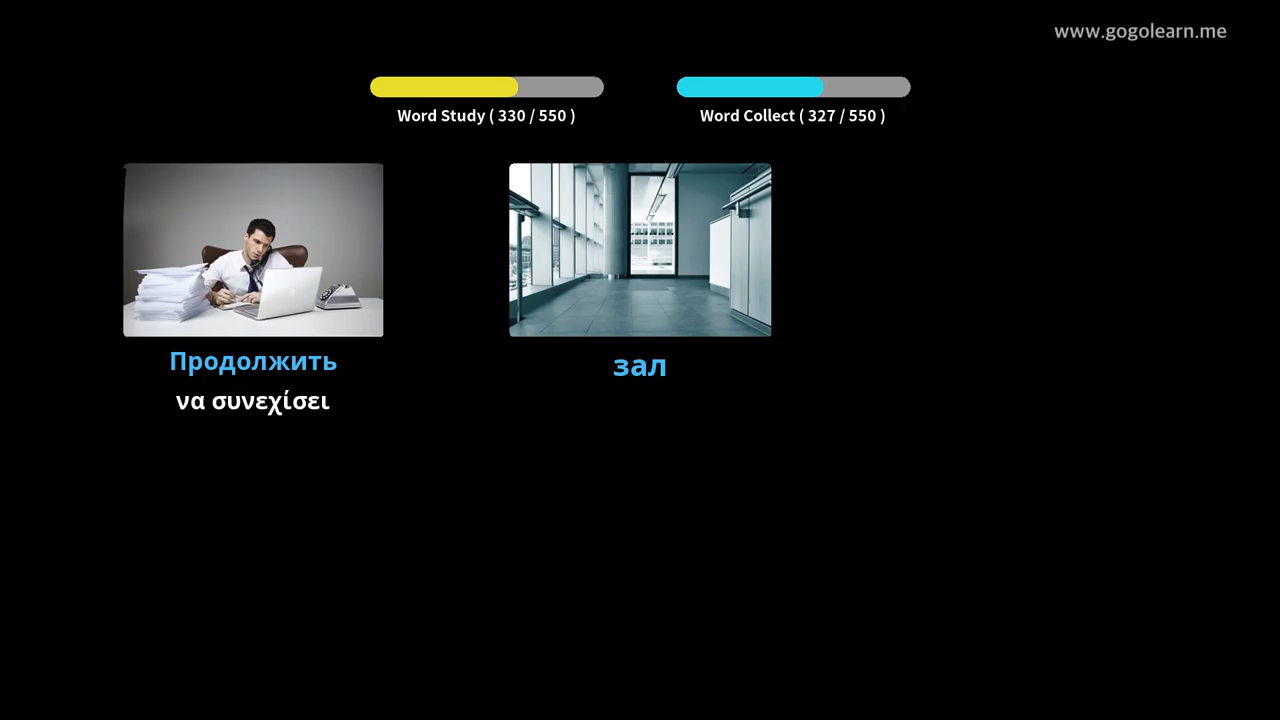 www.gogolearn.me
Word Study ( 330 / 550 )
Word Collect ( 327 / 550 )
Продолжить
να συνεχίσει
зал